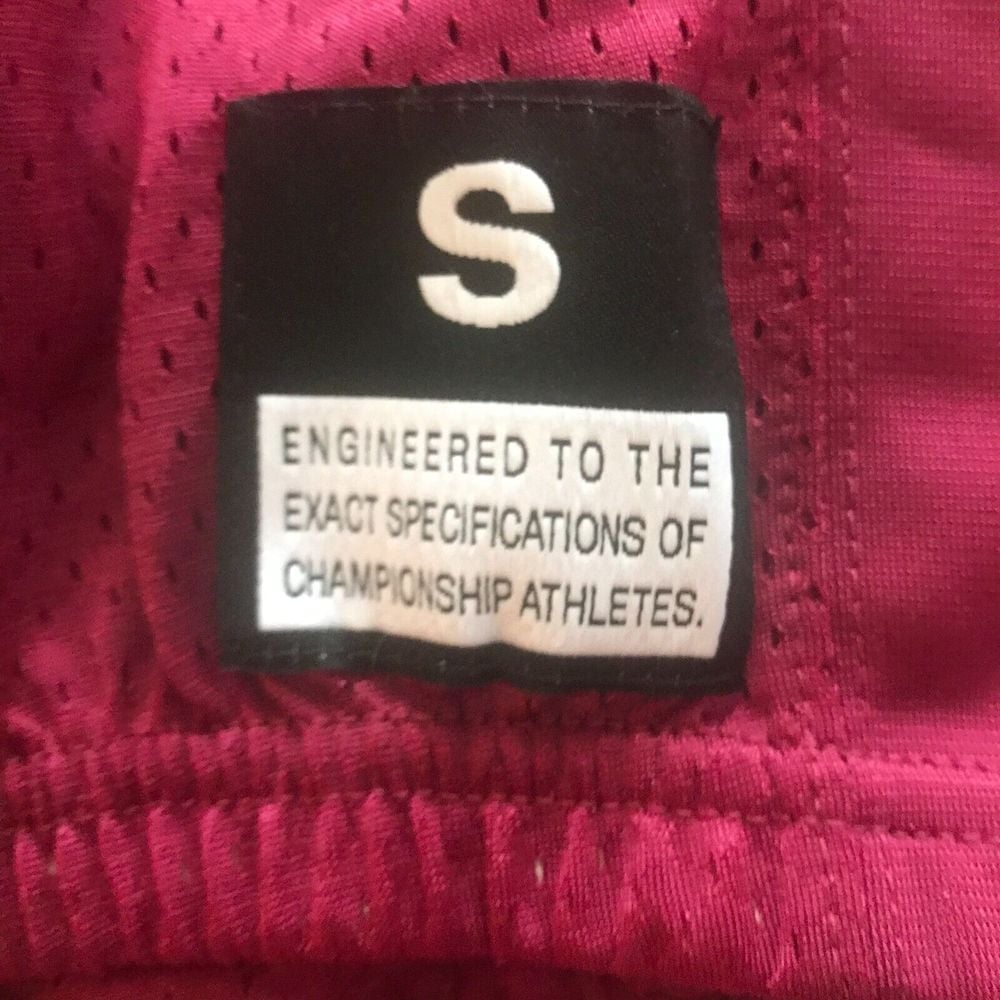 S
ENGINEERED TO THE
EXACT SPECIFICATIONS OF
CHAMPIONSHIP ATHLETES.